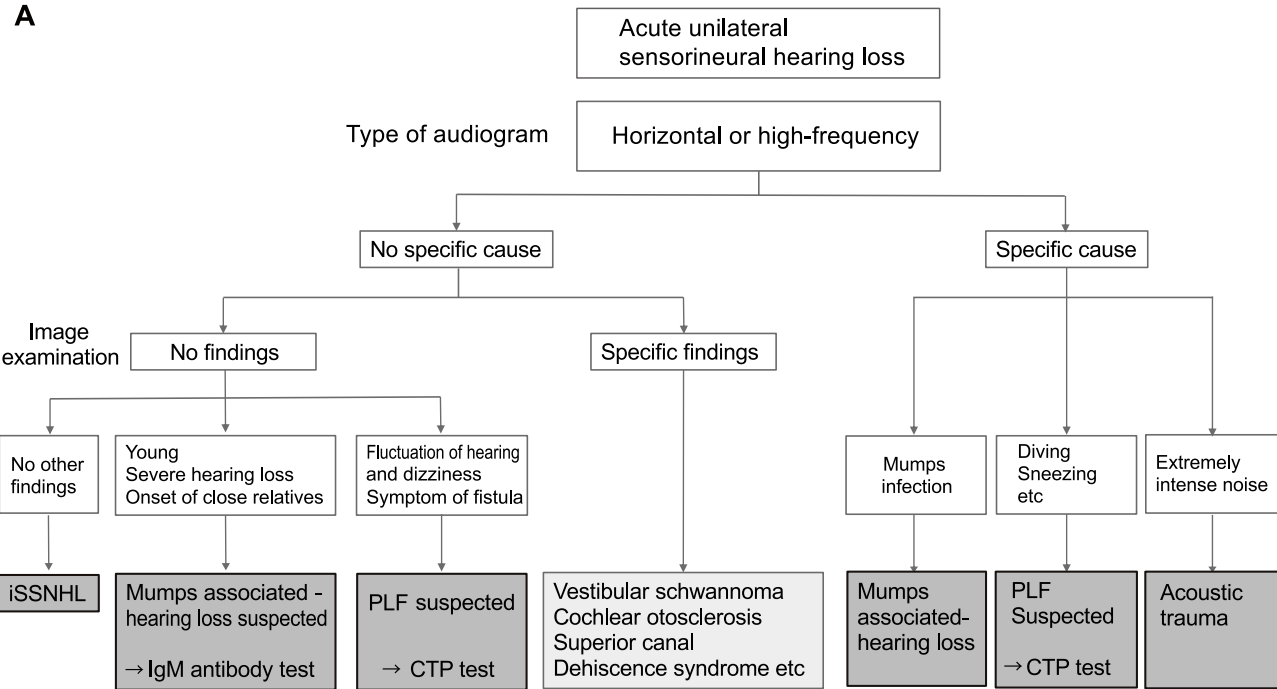 A
Acute unilateral
sensorineural hearing loss
Type of audiogram
Horizontal or high-frequency
No specific cause
Specific cause
Image
examination
No findings
Specific findings
No other
findings
Young
Severe hearing loss
Onset of close relatives
Fluctuation of hearing
and dizziness
Symptom of fistula
Mumps
infection
Diving
Sneezing
etc
Extremely
intense noise
iSSNHL
Mumps associated -
hearing loss suspected
→ IgM antibody test
PLF suspected
→ CTP test
Vestibular schwannoma
Cochlear otosclerosis
Superior canal
Dehiscence syndrome etc
Mumps
associated-
hearing loss
PLF
Suspected
→ CTP test
Acoustic
trauma